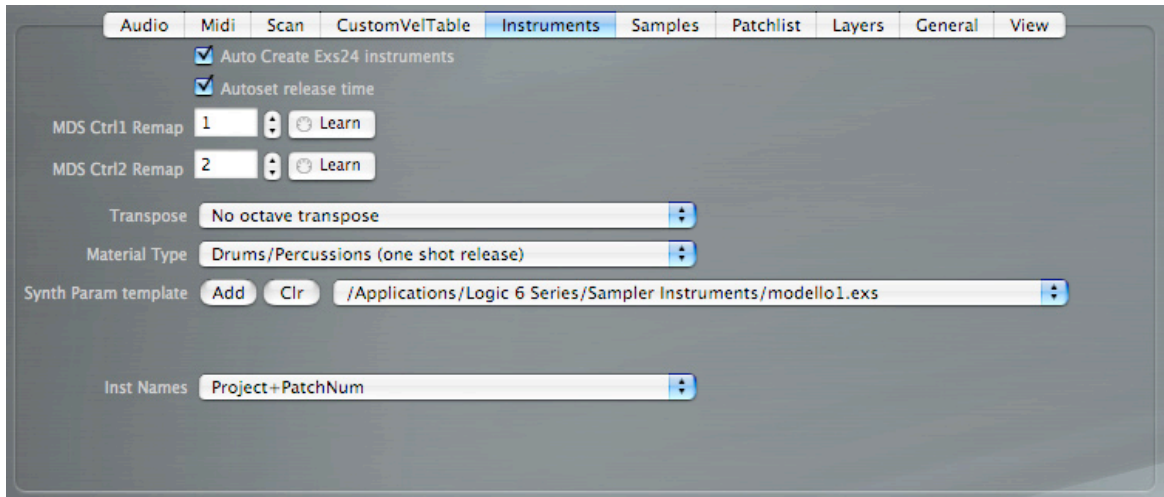 Audio Midi Scan CustomVelTable Instruments Samples Patchlist Layers General View
Auto Create Exs24 instruments
Autoset release time
MDS Ctrl1 Remap 1 Learn
MDS Ctrl2 Remap 2 Learn
Transpose No octave transpose
Material Type Drums/Percussions (one shot release)
Synth Param template Add Clr /Applications/Logic 6 Series/Sampler Instruments/modello1.exs
Inst Names Project+PatchNum